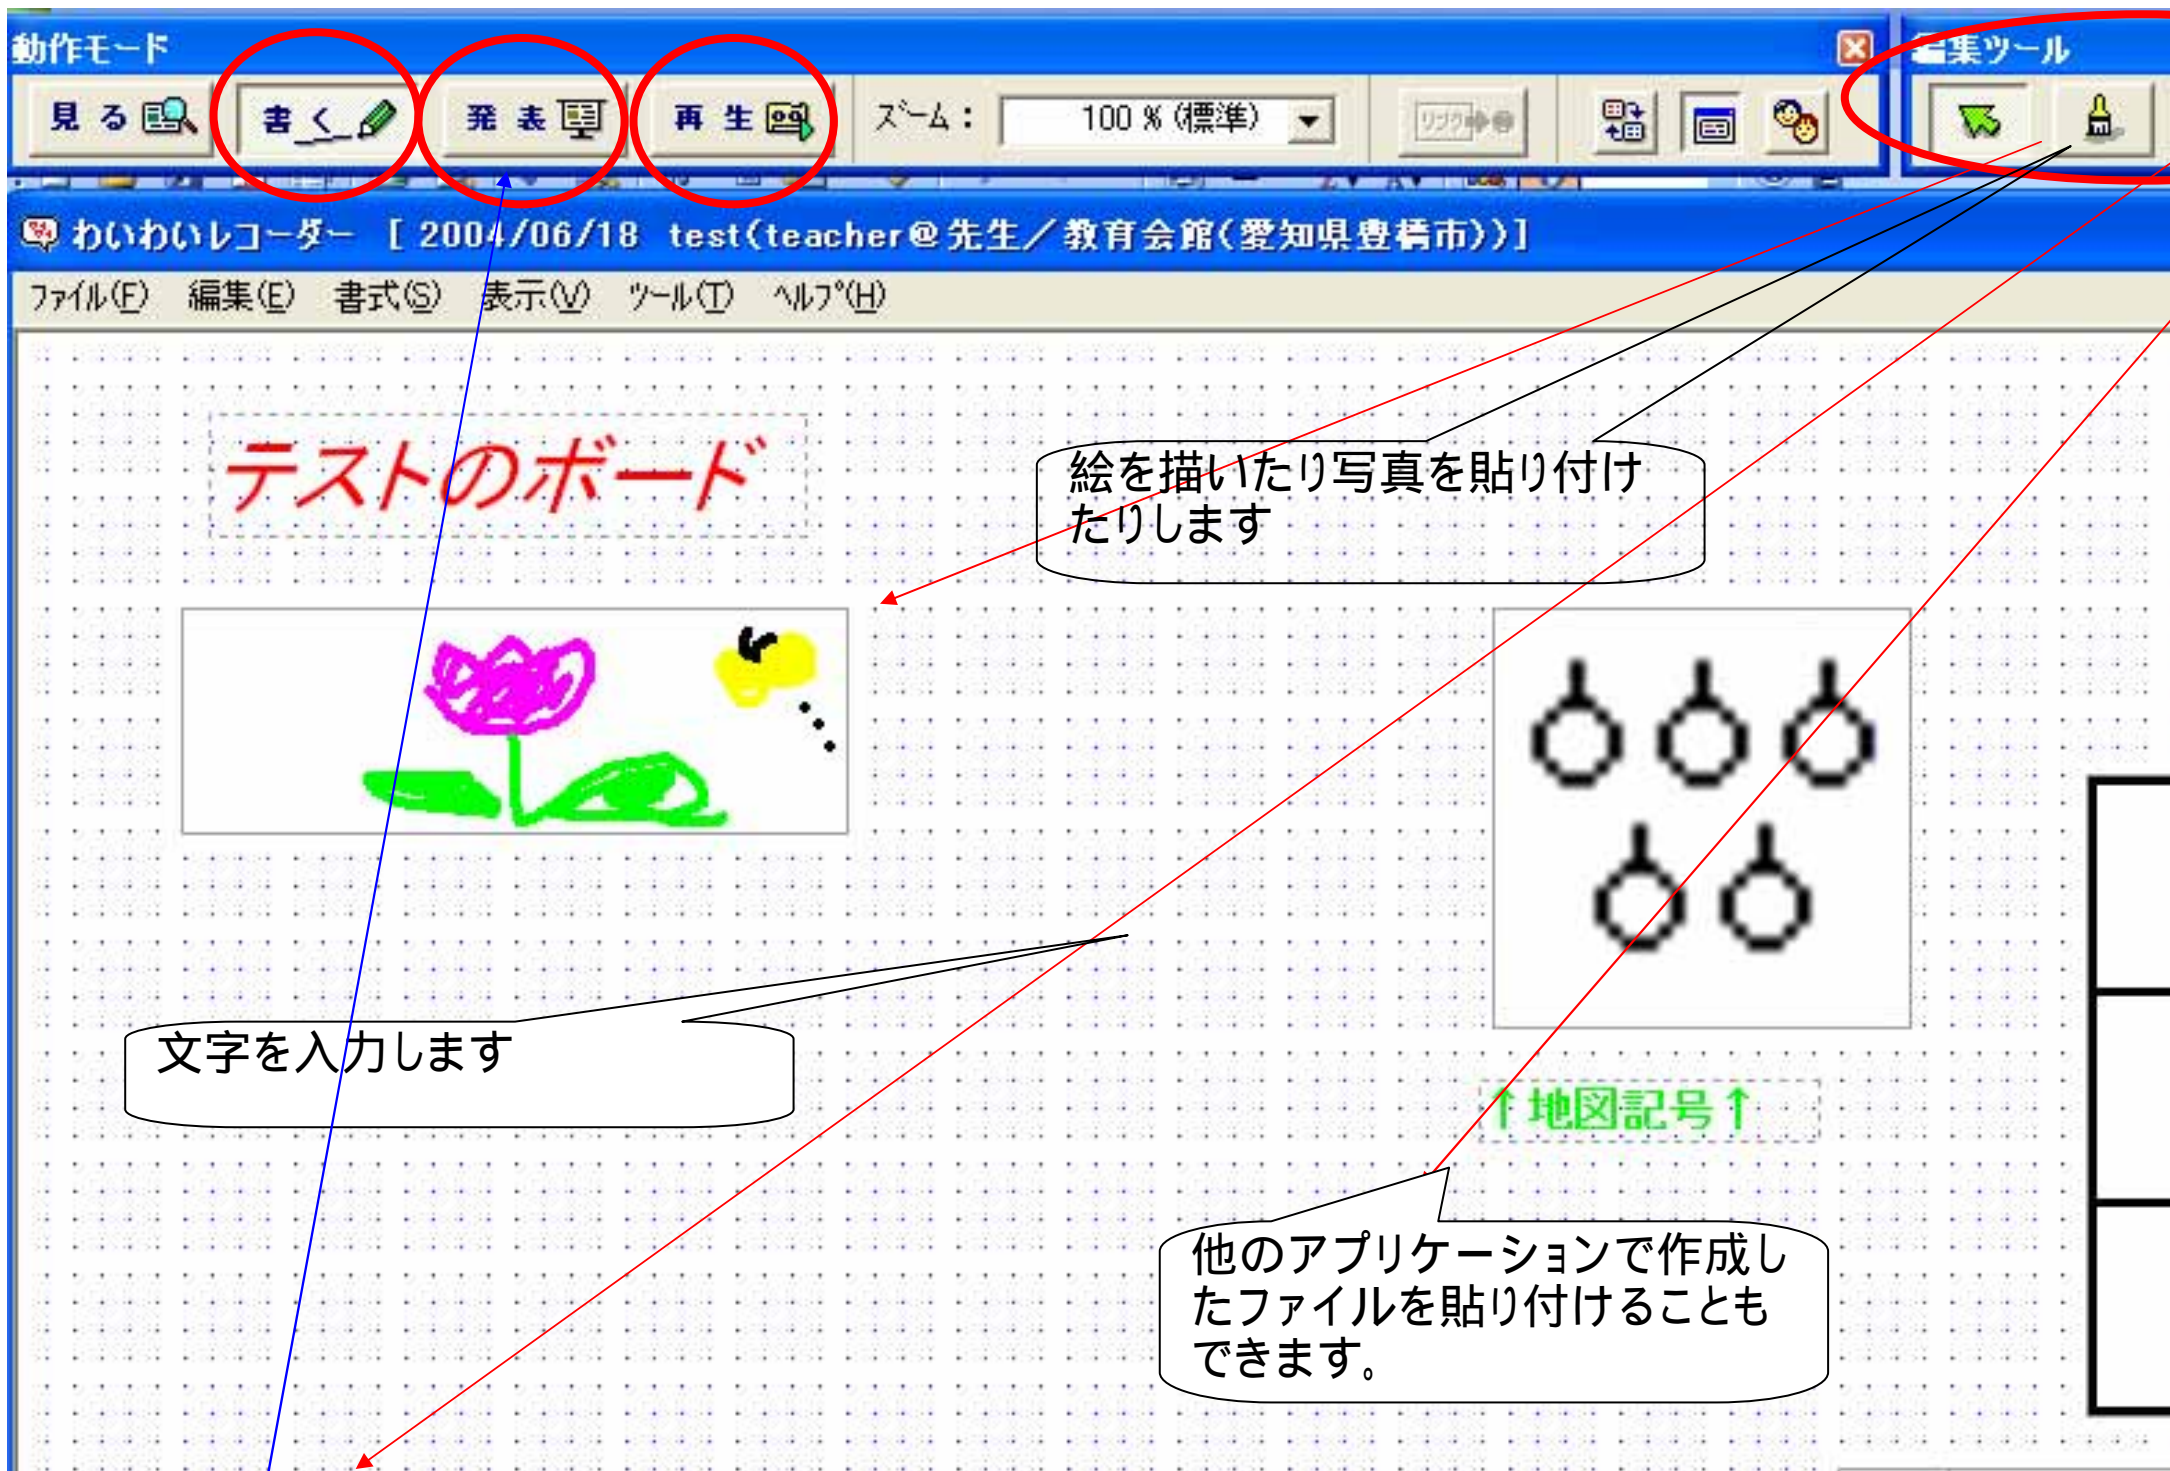 動作モード
編集ツール
見る
書く
発表
再生
ズーム：
100 % (標準)
リンク
わいわいレコーダー [ 2004/06/18 test(teacher@先生／教育会館(愛知県豊橋市))]
ファイル(F) 編集(E) 書式(S) 表示(V) ツール(T) ヘルプ(H)
テストのボード
絵を描いたり写真を貼り付け
たりします
文字を入力します
↑地図記号↑
他のアプリケーションで作成し
たファイルを貼り付けることも
できます。